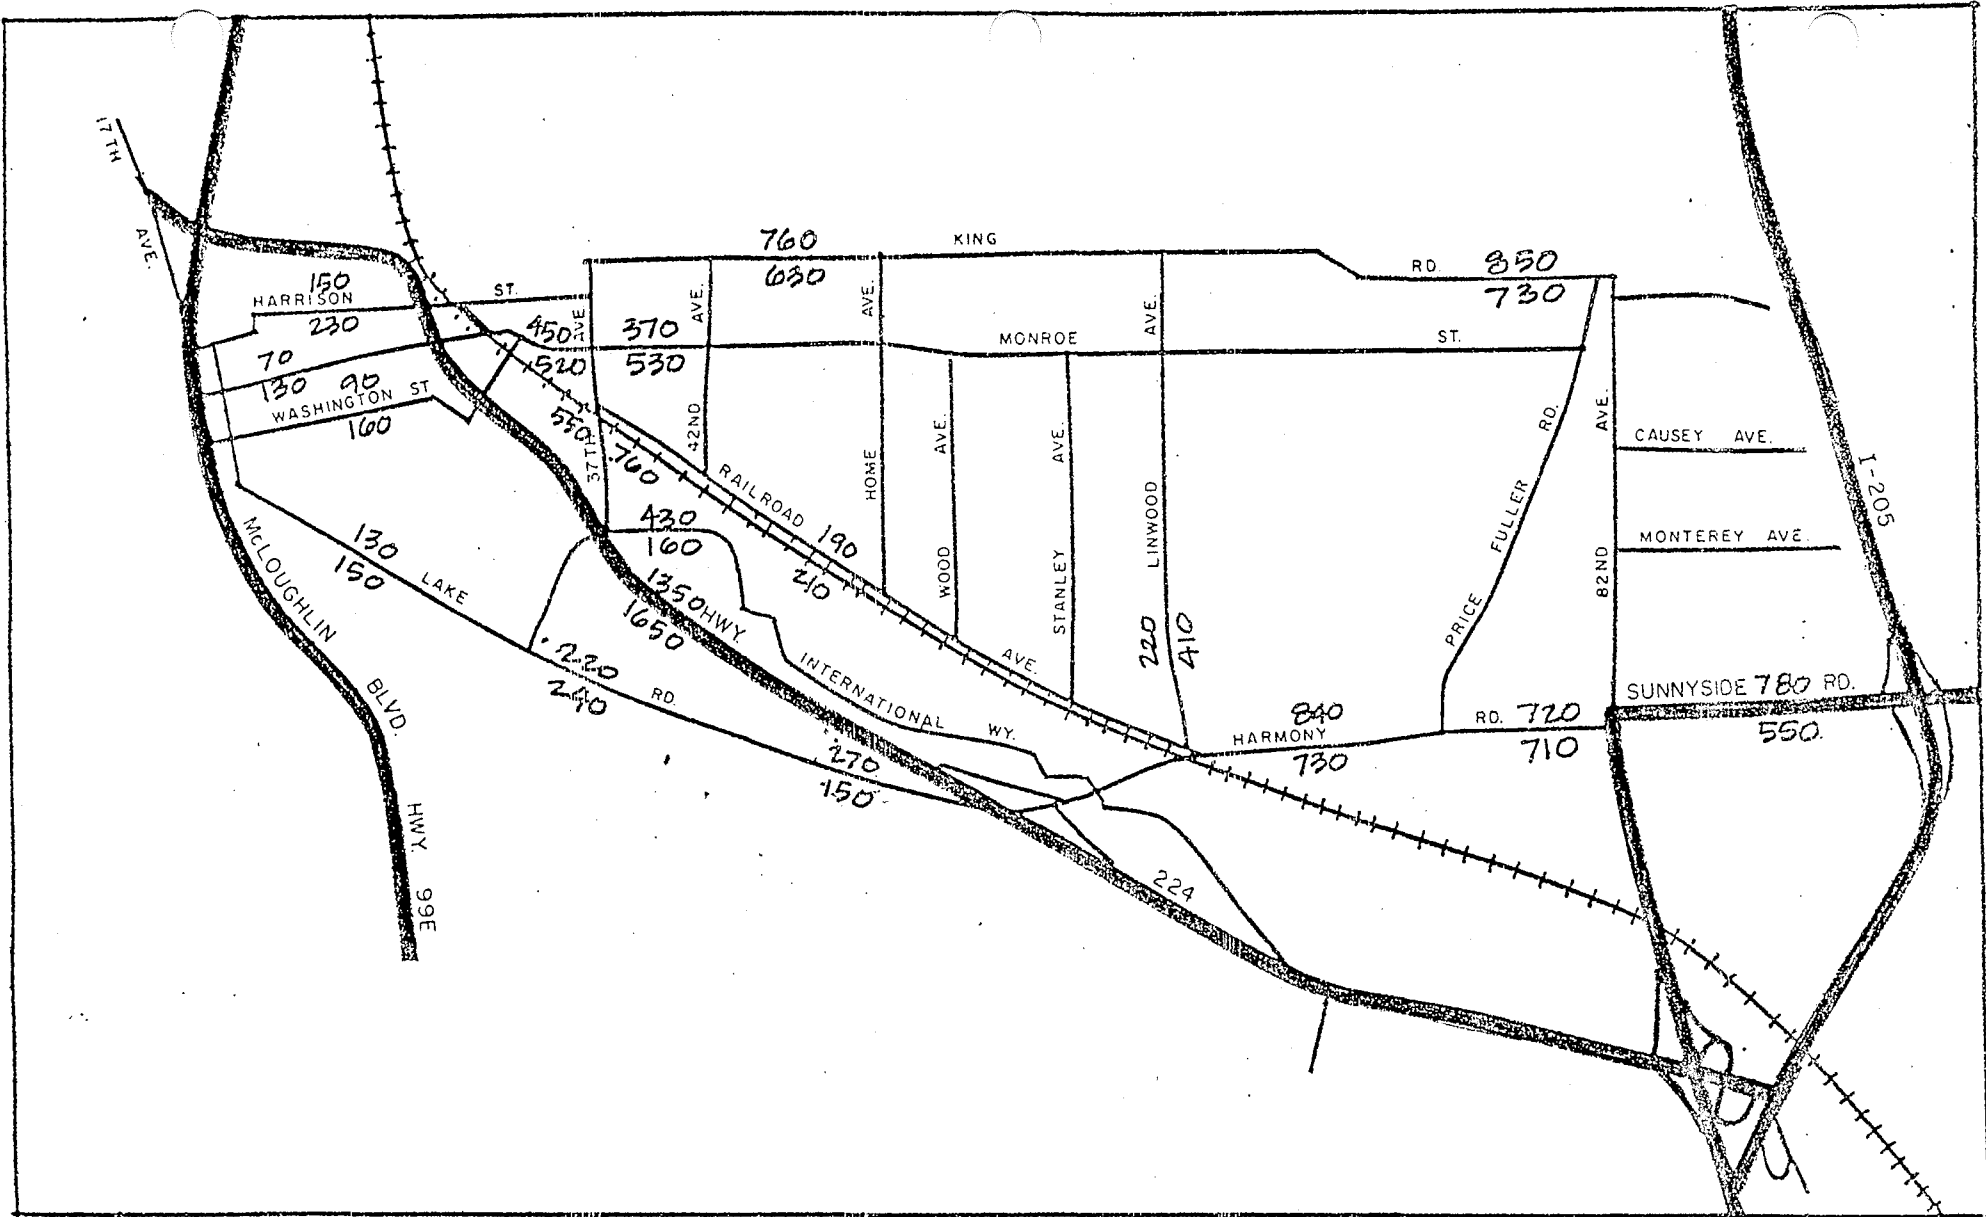 17TH
AVE.
760
KING
630
RD. 850
730
150
HARRISON ST.
230
450
520
AVE.
37TH
370
530
AVE.
42ND
AVE.
HOME
AVE.
LINWOOD
MONROE ST.
70
130
90
WASHINGTON ST
160
550
760
RAILROAD
190
210
AVE.
AVE.
WOOD
AVE.
STANLEY
RD.
FULLER
PRICE
AVE.
82ND
CAUSEY AVE.
I-205
MONTEREY AVE.
430
160
130
150
LAKE
220
240
RD.
270
150
McLOUGHLIN
BLVD.
HWY. 99E
1350 HWY.
1650
INTERNATIONAL WY.
220
410
840
HARMONY
730
RD. 720
710
SUNNYSIDE 780 RD.
550
224